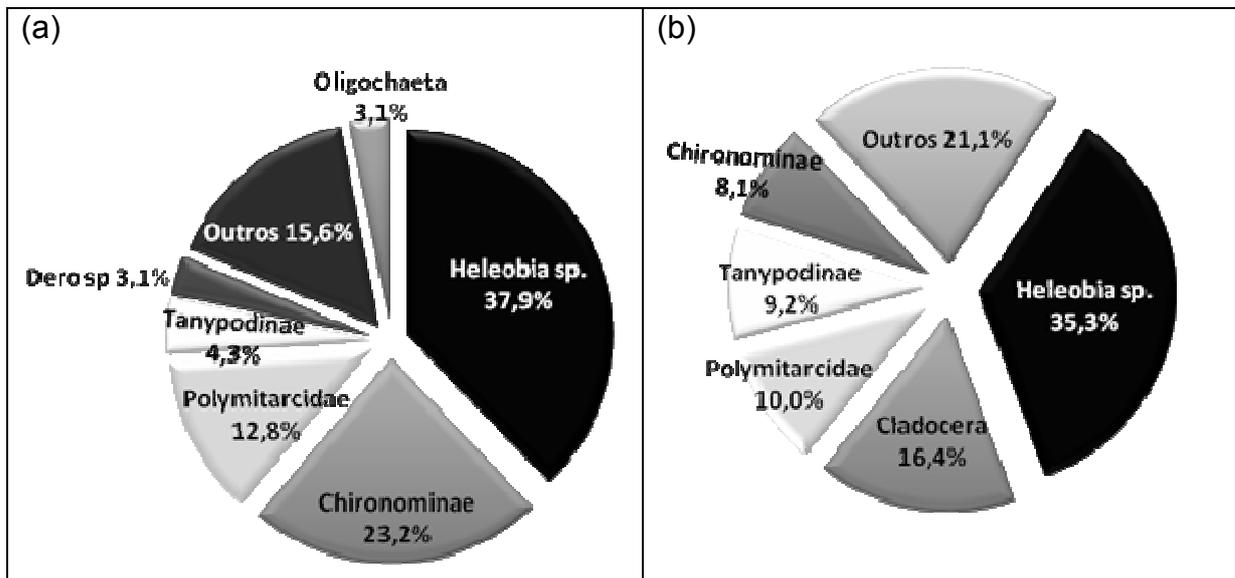 (a)
Oligochaeta
3,1%
Outros 15,6%
Heleobia sp.
37,9%
Dero sp 3,1%
Tanypodinae
4,3%
Polymitarcidae
12,8%
Chironominae
23,2%
(b)
Outros 21,1%
Chironominae
8,1%
Tanypodinae
9,2%
Heleobia sp.
35,3%
Polymitarcidae
10,0%
Cladocera
16,4%